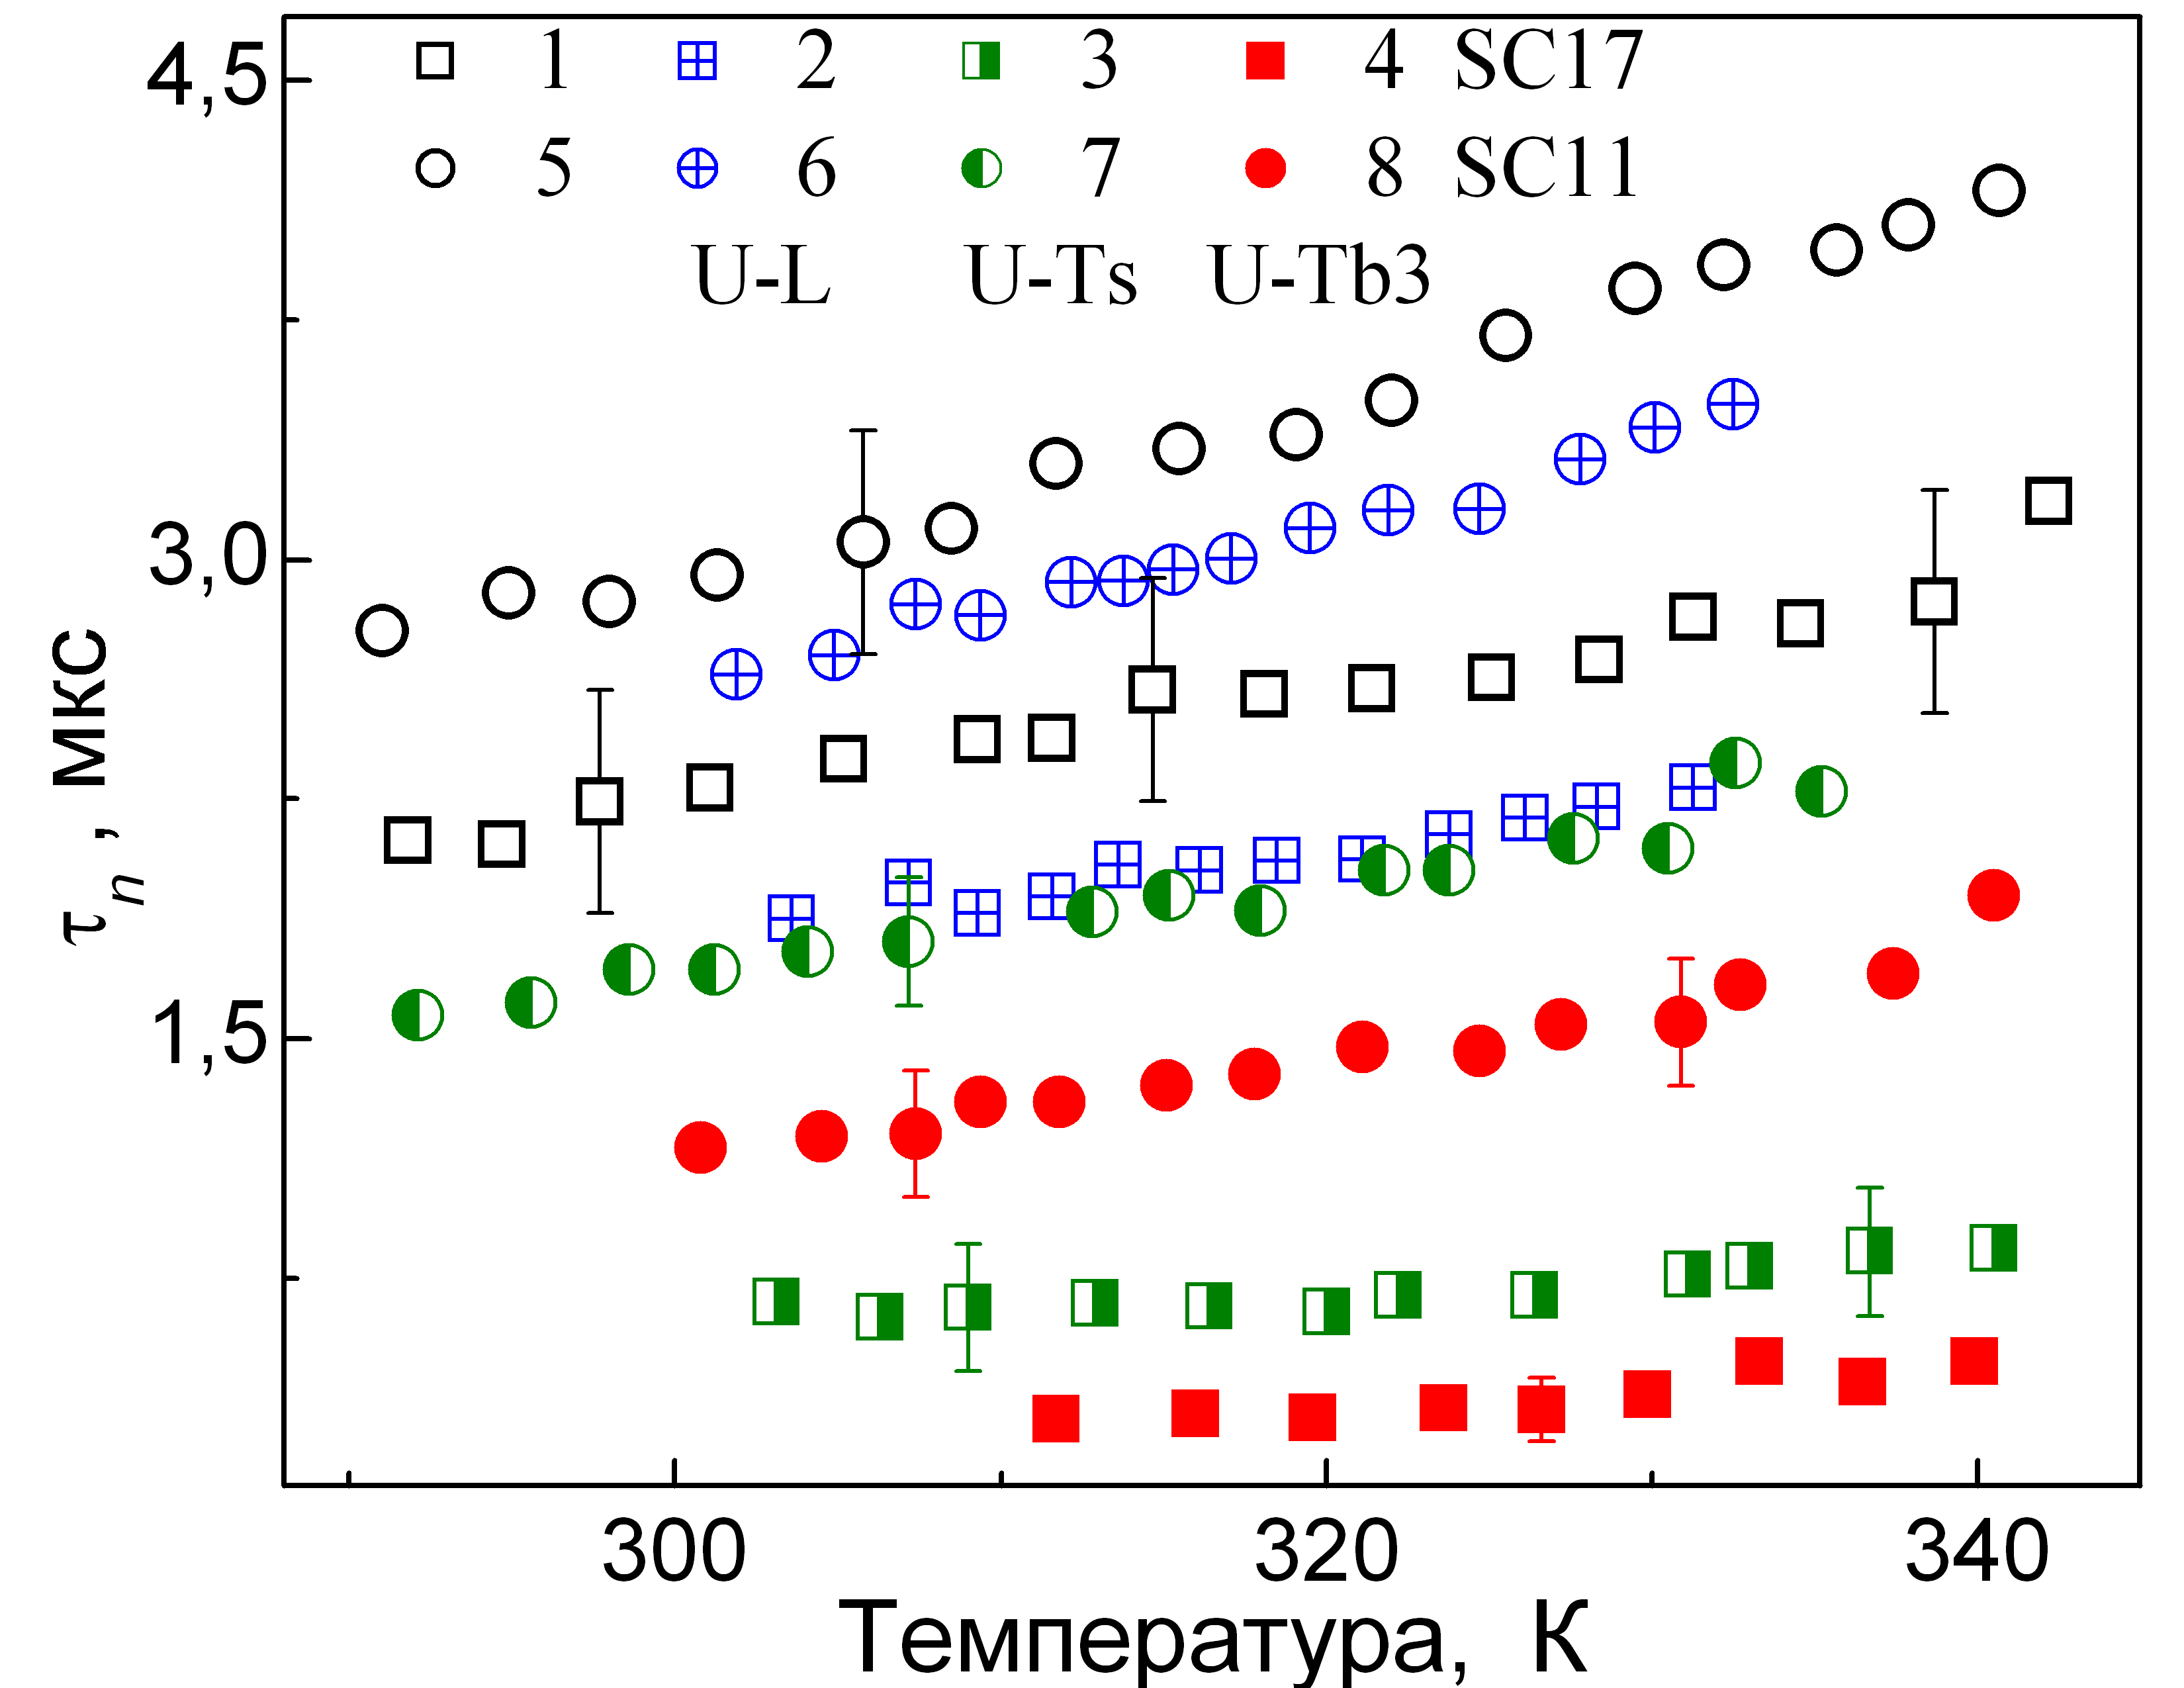 1 2 3 4 SC17
4,5
5 6 7 8 SC11
U-L U-Ts U-Tb3
3,0
1,5
τn , мкс
300 320 340
Температура, К